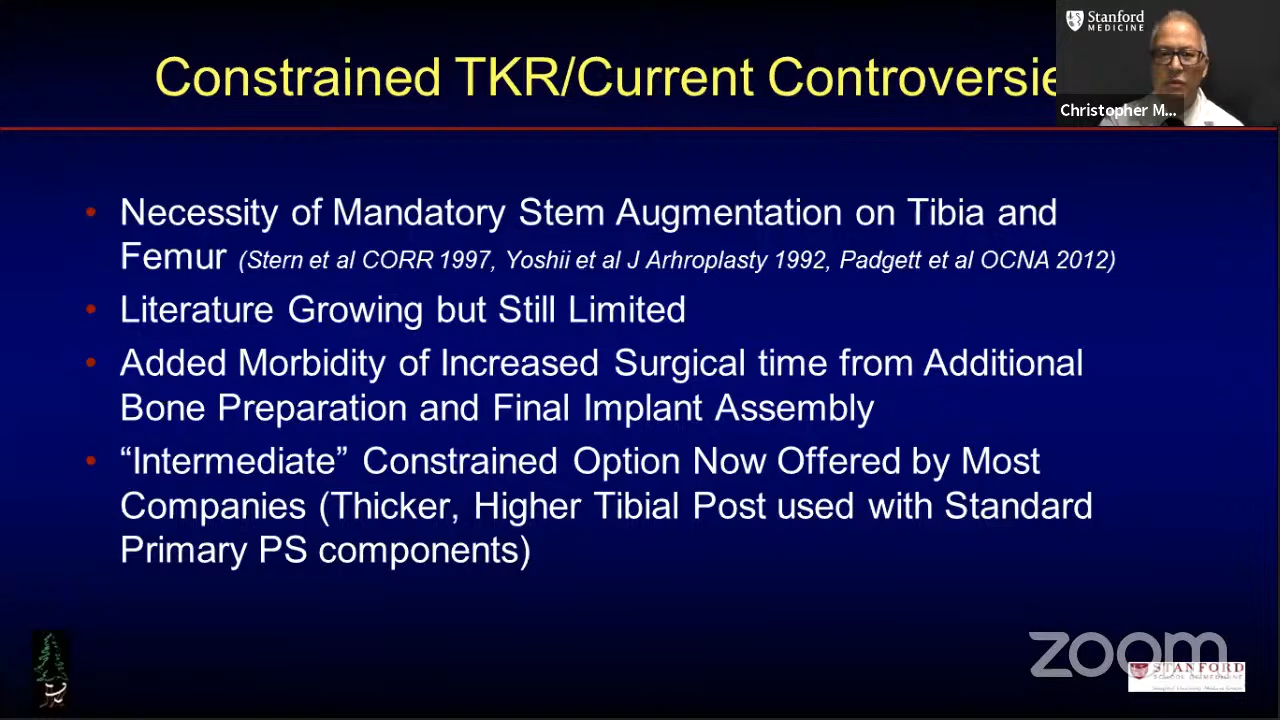 Stanford
MEDICINE
Constrained TKR/Current Controversie
Christopher M...
• Necessity of Mandatory Stem Augmentation on Tibia and
Femur (Stern et al CORR 1997, Yoshii et al J Arhroplasty 1992, Padgett et al OCNA 2012)
• Literature Growing but Still Limited
• Added Morbidity of Increased Surgical time from Additional
Bone Preparation and Final Implant Assembly
• “Intermediate” Constrained Option Now Offered by Most
Companies (Thicker, Higher Tibial Post used with Standard
Primary PS components)
zoom
STANFORD
SCHOOL OF MEDICINE